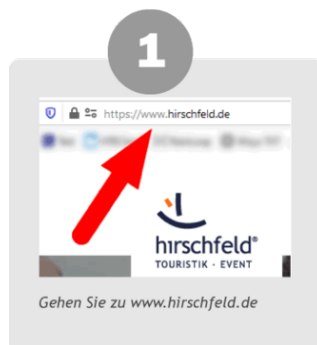 1
https://www.hirschfeld.de
hirschfeld®
TOURISTIK - EVENT
Gehen Sie zu www.hirschfeld.de